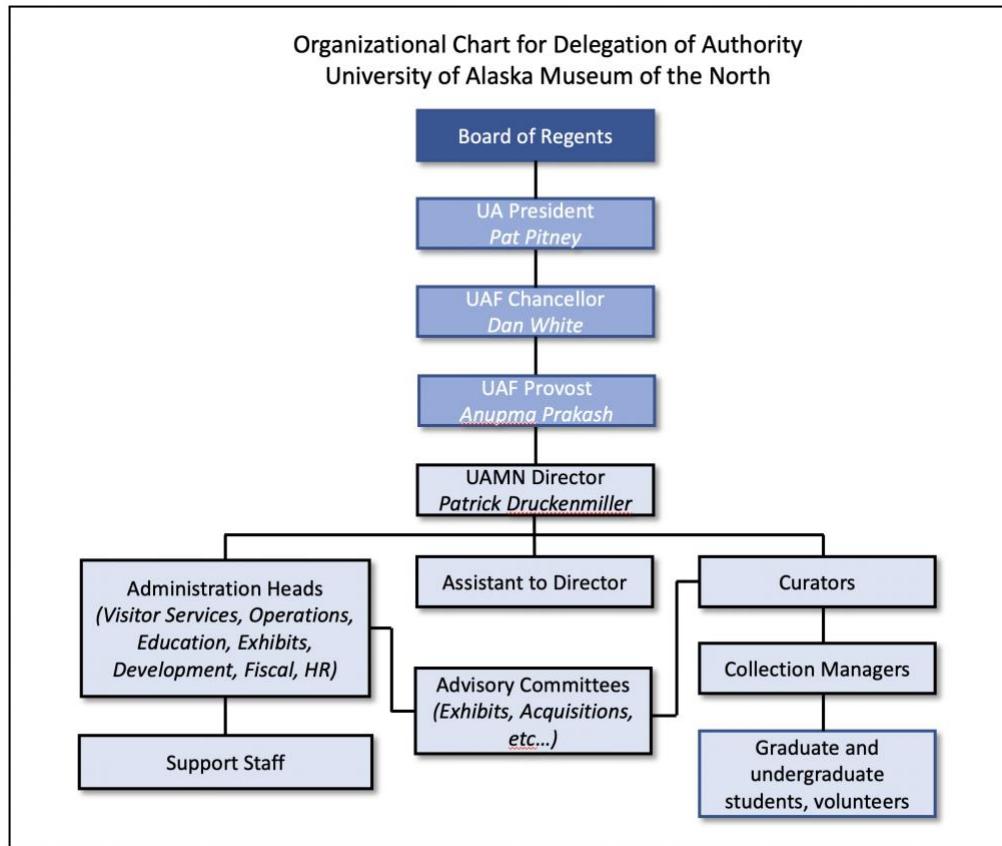 Organizational Chart for Delegation of Authority
University of Alaska Museum of the North
Board of Regents
UA President
Pat Pitney
UAF Chancellor
Dan White
UAF Provost
Anupma Prakash
UAMN Director
Patrick Druckenmiller
Administration Heads
(Visitor Services, Operations,
Education, Exhibits,
Development, Fiscal, HR)
Assistant to Director
Curators
Advisory Committees
(Exhibits, Acquisitions,
etc...)
Collection Managers
Support Staff
Graduate and
undergraduate
students, volunteers